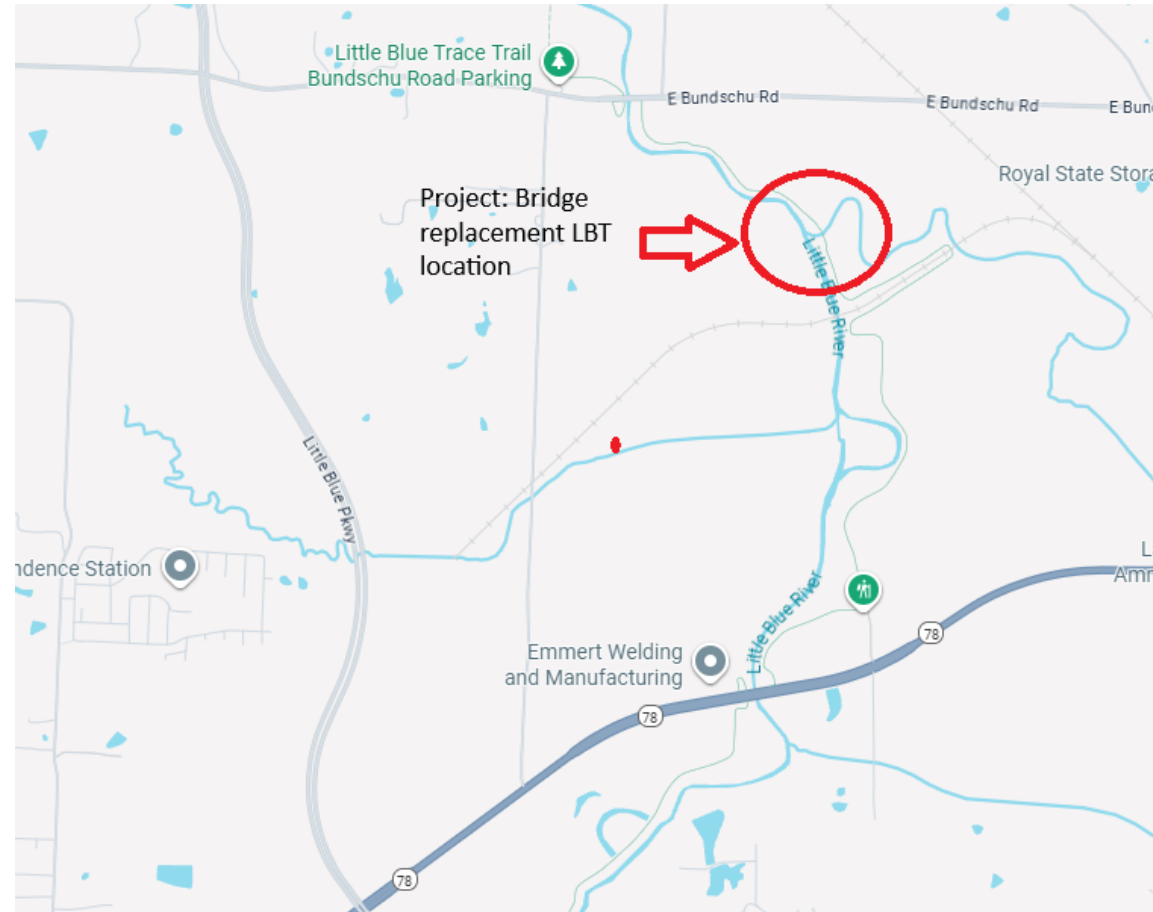 Little Blue Trace Trail
Bundschu Road Parking
E Bundschu Rd
E Bundschu Rd
E Bun
Royal State Stora
Project: Bridge
replacement LBT
location
Little Blue River
Little Blue Pkwy
ndence Station
L
Amm
Little Blue River
78
Emmert Welding
and Manufacturing
78
78